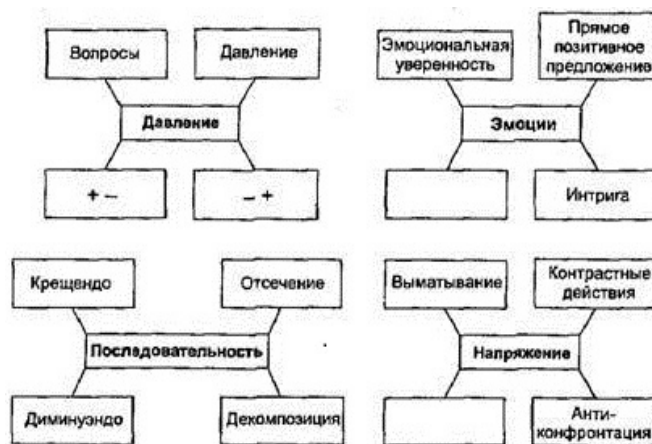 Вопросы
Давление
Давление
+ –
– +
Эмоциональная
уверенность
Прямое
позитивное
предложение
Эмоции
Интрига
Крещендо
Отсечение
Последовательность
Диминуэндо
Декомпозиция
Выматывание
Контрастные
действия
Напряжение
Анти-
конфронтация